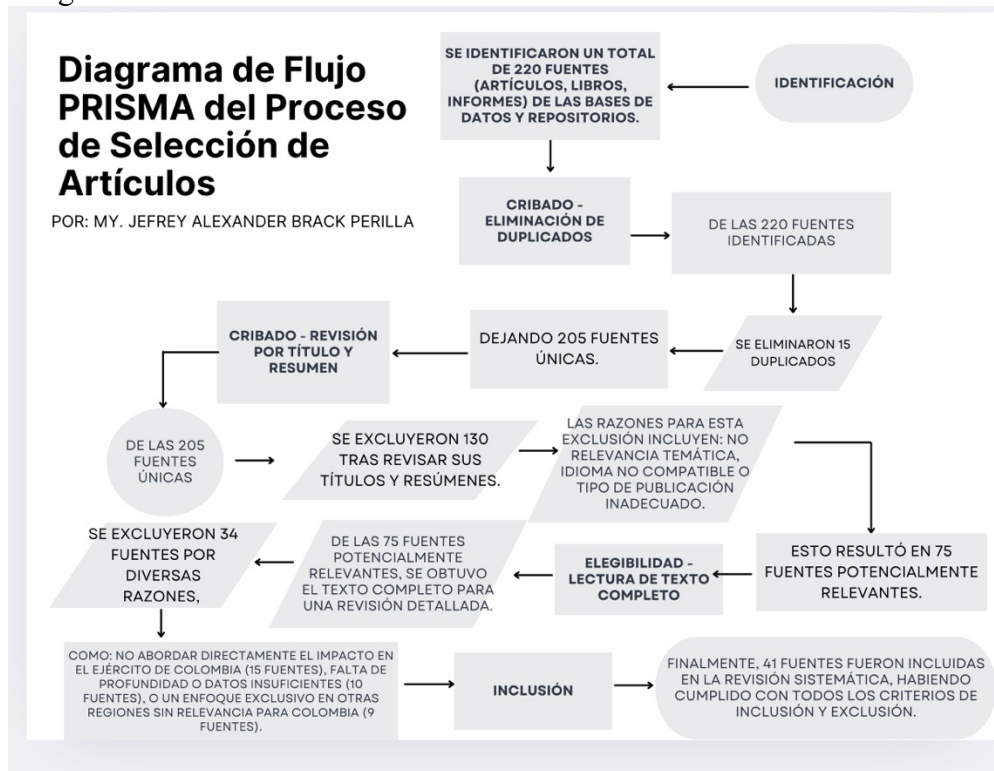 Diagrama de Flujo
PRISMA del Proceso
de Selección de
Artículos
POR: MY. JEFREY ALEXANDER BRACK PERILLA
IDENTIFICACIÓN
SE IDENTIFICARON UN TOTAL
DE 220 FUENTES
(ARTÍCULOS, LIBROS,
INFORMES) DE LAS BASES DE
DATOS Y REPOSITORIOS.
CRIBADO -
ELIMINACIÓN DE
DUPLICADOS
DE LAS 220 FUENTES
IDENTIFICADAS
SE ELIMINARON 15
DUPLICADOS
DEJANDO 205 FUENTES
ÚNICAS.
CRIBADO - REVISIÓN
POR TÍTULO Y
RESUMEN
DE LAS 205
FUENTES
ÚNICAS
SE EXCLUYERON 130
TRAS REVISAR SUS
TÍTULOS Y RESÚMENES.
LAS RAZONES PARA ESTA
EXCLUSIÓN INCLUYEN: NO
RELEVANCIA TEMÁTICA,
IDIOMA NO COMPATIBLE O
TIPO DE PUBLICACIÓN
INADECUADO.
ESTO RESULTÓ EN 75
FUENTES POTENCIALMENTE
RELEVANTES.
ELEGIBILIDAD -
LECTURA DE TEXTO
COMPLETO
DE LAS 75 FUENTES
POTENCIALMENTE
RELEVANTES, SE OBTUVO
EL TEXTO COMPLETO PARA
UNA REVISIÓN DETALLADA.
SE EXCLUYERON 34
FUENTES POR
DIVERSAS
RAZONES,
COMO: NO ABORDAR DIRECTAMENTE EL IMPACTO EN
EL EJÉRCITO DE COLOMBIA (15 FUENTES), FALTA DE
PROFUNDIDAD O DATOS INSUFICIENTES (10
FUENTES), O UN ENFOQUE EXCLUSIVO EN OTRAS
REGIONES SIN RELEVANCIA PARA COLOMBIA (9
FUENTES).
INCLUSIÓN
FINALMENTE, 41 FUENTES FUERON INCLUIDAS
EN LA REVISIÓN SISTEMÁTICA, HABIENDO
CUMPLIDO CON TODOS LOS CRITERIOS DE
INCLUSIÓN Y EXCLUSIÓN.